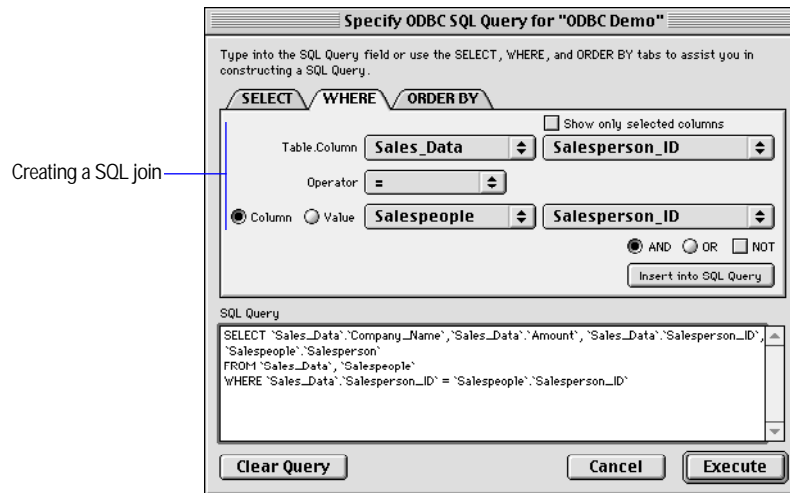 Specify ODBC SQL Query for "ODBC Demo"
Type into the SQL Query field or use the SELECT, WHERE, and ORDER BY tabs to assist you in
constructing a SQL Query.
SELECT WHERE ORDER BY
Show only selected columns
Creating a SQL join
Table.Column Sales_Data Salesperson_ID
Operator =
Column Value Salespeople Salesperson_ID
AND OR NOT
Insert into SQL Query
SQL Query
SELECT `Sales_Data`.`Company_Name`,`Sales_Data`.`Amount`, `Sales_Data`.`Salesperson_ID`,
`Salespeople`.`Salesperson`
FROM `Sales_Data`, `Salespeople`
WHERE `Sales_Data`.`Salesperson_ID` = `Salespeople`.`Salesperson_ID`
Clear Query Cancel Execute